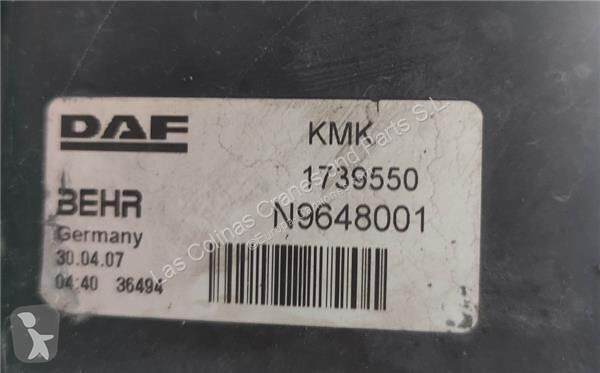 DAF
KMK
1739550
BEHR
N9648001
Germany
30.04.07
04:40 36494
Las Colinas Cranes and Parts S.L.